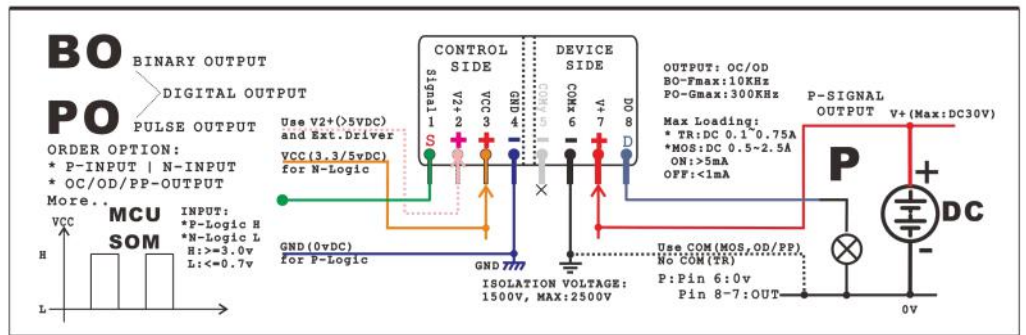 BO BINARY OUTPUT
DIGITAL OUTPUT
PO PULSE OUTPUT
ORDER OPTION:
* P-INPUT | N-INPUT
* OC/OD/PP-OUTPUT
More..
VCC
H
L
MCU
SOM
INPUT:
*P-Logic H
*N-Logic L
H:>=3.0v
L:<=0.7v
Use V2+(>5VDC)
and Ext.Driver
VCC(3.3/5vDC)
for N-Logic
GND(0vDC)
for P-Logic
CONTROL
SIDE
DEVICE
SIDE
Signal 1
V2+ 2
VCC 3
GND 4
COM+ 5
COMx 6
V+ 7
DO 8
S + + - - - + D
GND
ISOLATION VOLTAGE:
1500V, MAX:2500V
OUTPUT: OC/OD
BO-Fmax:10KHz
PO-Gmax:300KHz
Max Loading:
* TR:DC 0.1~0.75A
*MOS:DC 0.5~2.5A
ON:>5mA
OFF:<1mA
P-SIGNAL
OUTPUT
V+(Max:DC30V)
P
+
DC
-
Use COM(MOS,OD/PP)
No COM(TR)
P:Pin 6:0v
Pin 8-7:OUT
0V